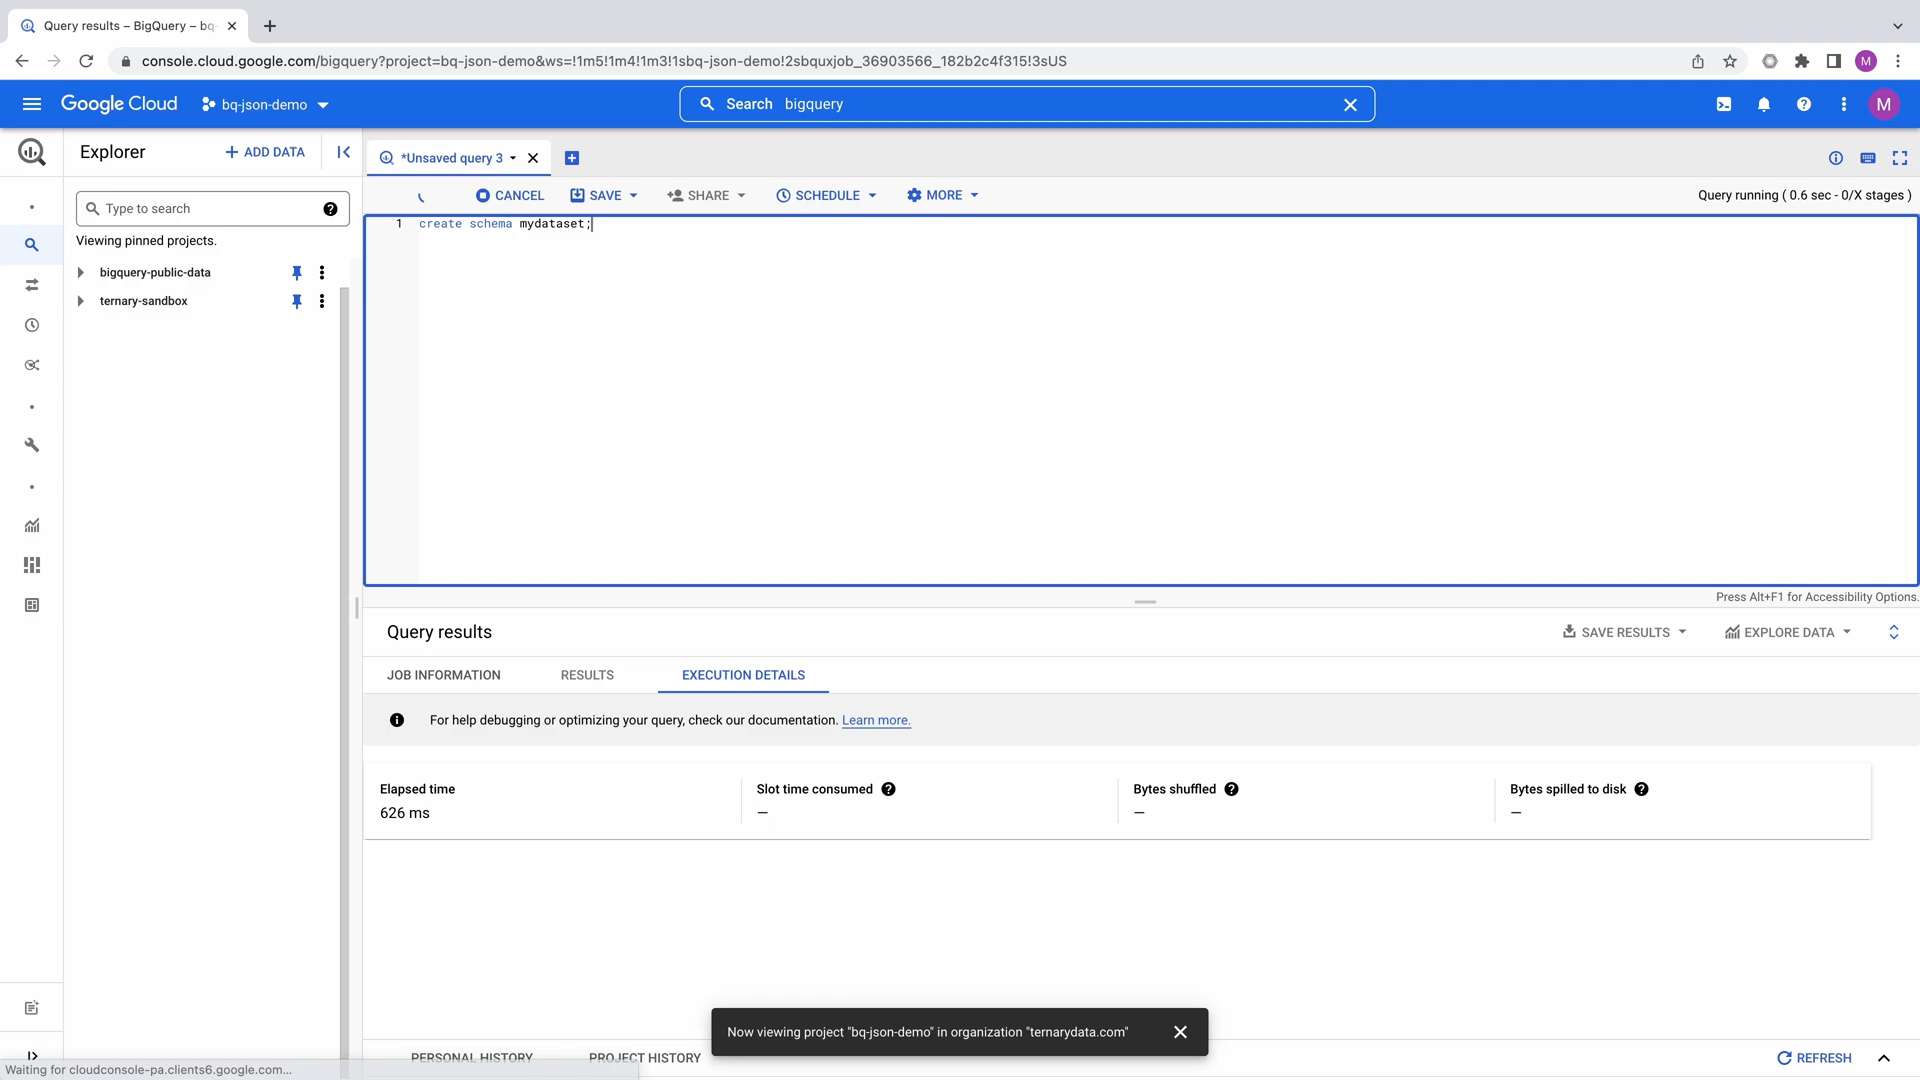 Query results – BigQuery – bq-
console.cloud.google.com/bigquery?project=bq-json-demo&ws=!1m5!1m4!1m3!1sbq-json-demo!2sbquxjob_36903566_182b2c4f315!3sUS
M
Google Cloud
bq-json-demo
Search bigquery
M
Explorer
+ ADD DATA
*Unsaved query 3
CANCEL
SAVE
SHARE
SCHEDULE
MORE
Query running ( 0.6 sec - 0/X stages )
Type to search
Viewing pinned projects.
bigquery-public-data
ternary-sandbox
1 create schema mydataset;
Press Alt+F1 for Accessibility Options.
Query results
SAVE RESULTS
EXPLORE DATA
JOB INFORMATION
RESULTS
EXECUTION DETAILS
For help debugging or optimizing your query, check our documentation. Learn more.
Elapsed time
626 ms
Slot time consumed
—
Bytes shuffled
—
Bytes spilled to disk
—
Now viewing project "bq-json-demo" in organization "ternarydata.com"
PERSONAL HISTORY
PROJECT HISTORY
REFRESH
Waiting for cloudconsole-pa.clients6.google.com...